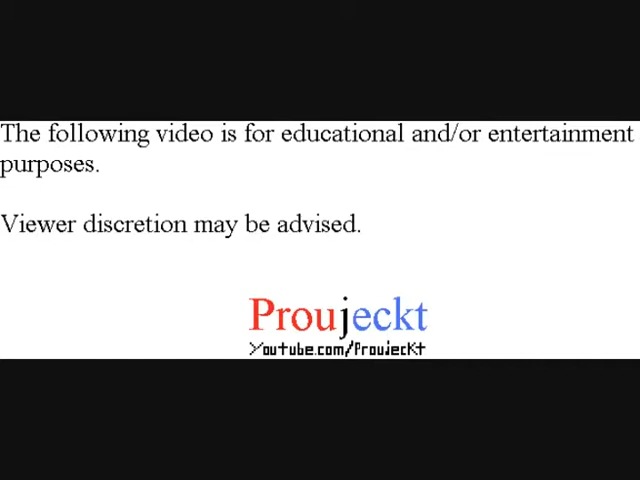 The following video is for educational and/or entertainment
purposes.
Viewer discretion may be advised.
Proujeckt
Youtube.com/ProujecKt